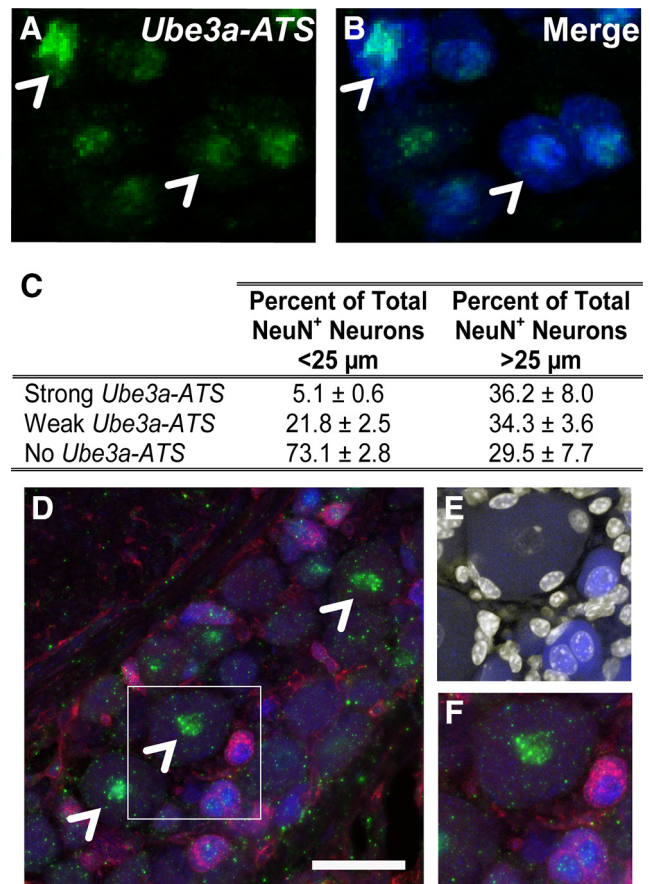 A Ube3a-ATS B Merge
C
Percent of Total Percent of Total
NeuN+ Neurons NeuN+ Neurons
<25 µm >25 µm
Strong Ube3a-ATS 5.1 ± 0.6 36.2 ± 8.0
Weak Ube3a-ATS 21.8 ± 2.5 34.3 ± 3.6
No Ube3a-ATS 73.1 ± 2.8 29.5 ± 7.7
D E
F